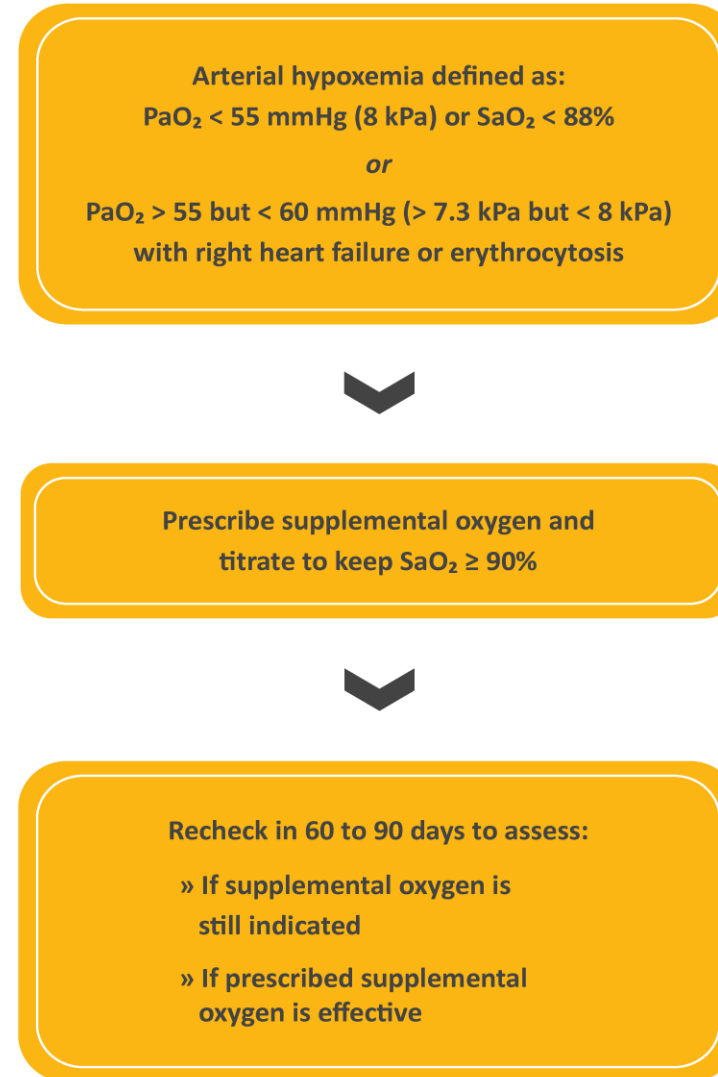 Arterial hypoxemia defined as:
PaO₂ < 55 mmHg (8 kPa) or SaO₂ < 88%
or
PaO₂ > 55 but < 60 mmHg (> 7.3 kPa but < 8 kPa)
with right heart failure or erythrocytosis
Prescribe supplemental oxygen and
titrate to keep SaO₂ ≥ 90%
Recheck in 60 to 90 days to assess:
» If supplemental oxygen is
still indicated
» If prescribed supplemental
oxygen is effective